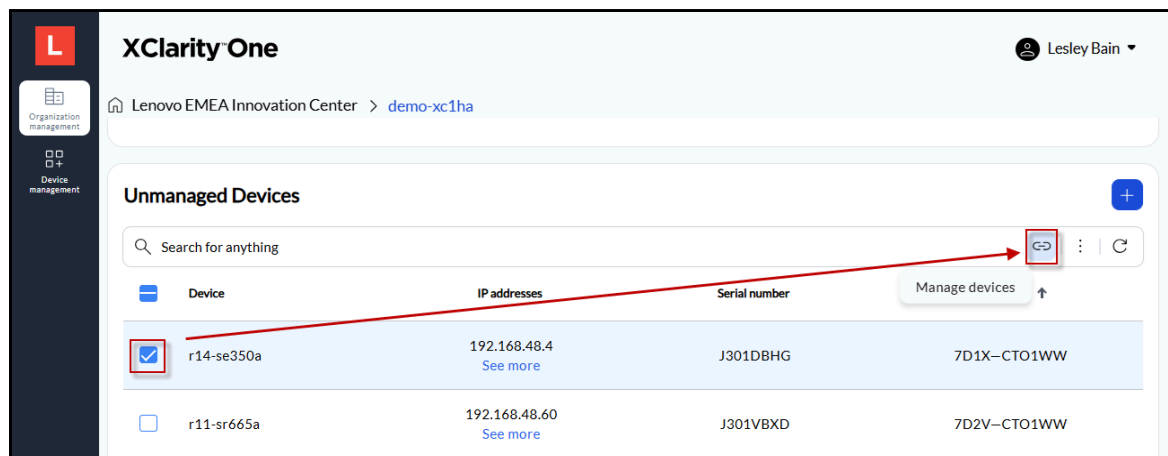 L
XClarity™One
Lesley Bain
Organization
management
Lenovo EMEA Innovation Center > demo-xc1ha
Device
management
Unmanaged Devices
+
Search for anything
Manage devices
Device IP addresses Serial number
r14-se350a 192.168.48.4 J301DBHG 7D1X—CTO1WW
See more
r11-sr665a 192.168.48.60 J301VBXD 7D2V—CTO1WW
See more